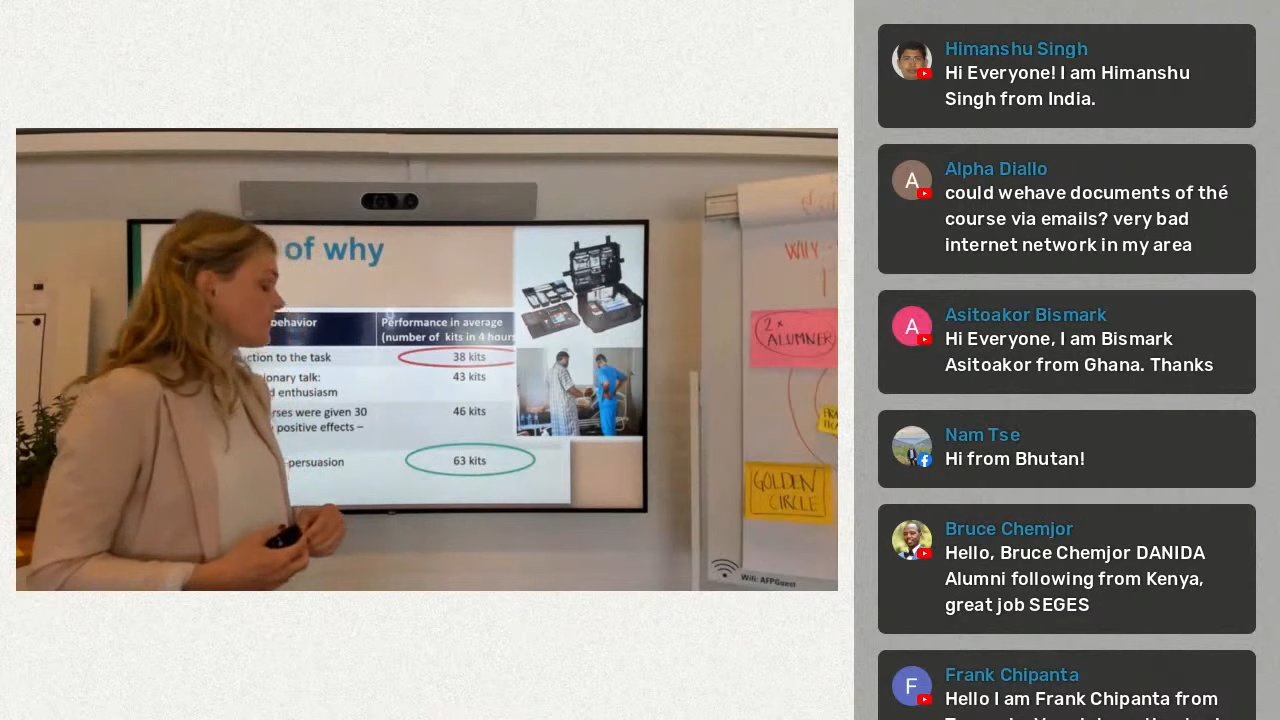 of why
behavior
Performance in average
(number of kits in 4 hours
ction to the task
38 kits
ionary talk:
43 kits
d enthusiasm
rses were given 30
46 kits
positive effects –
-persuasion
63 kits
WHY -
2x
ALUMNER
GOLDEN
CIRCLE
Wifi: AFPGuest
Himanshu Singh
Hi Everyone! I am Himanshu
Singh from India.
A
Alpha Diallo
could wehave documents of thé
course via emails? very bad
internet network in my area
A
Asitoakor Bismark
Hi Everyone, I am Bismark
Asitoakor from Ghana. Thanks
Nam Tse
Hi from Bhutan!
Bruce Chemjor
Hello, Bruce Chemjor DANIDA
Alumni following from Kenya,
great job SEGES
F
Frank Chipanta
Hello I am Frank Chipanta from